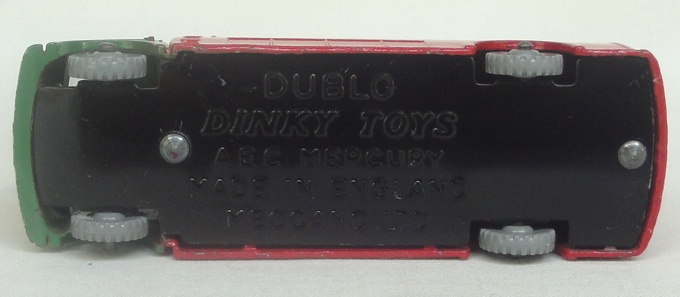 DUBLO
DINKY TOYS
A.E.C MERCURY
MADE IN ENGLAND
MECCANO LTD